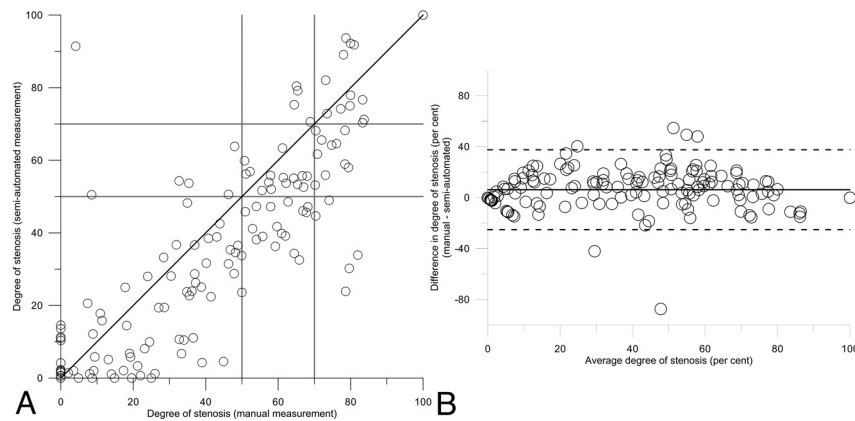 100
80
60
40
20
0
Degree of stenosis (semi-automated measurement)
0 20 40 60 80 100
Degree of stenosis (manual measurement)
A
80
40
0
-40
-80
Difference in degree of stenosis (per cent)
(manual - semi-automated)
0 20 40 60 80 100
Average degree of stenosis (per cent)
B